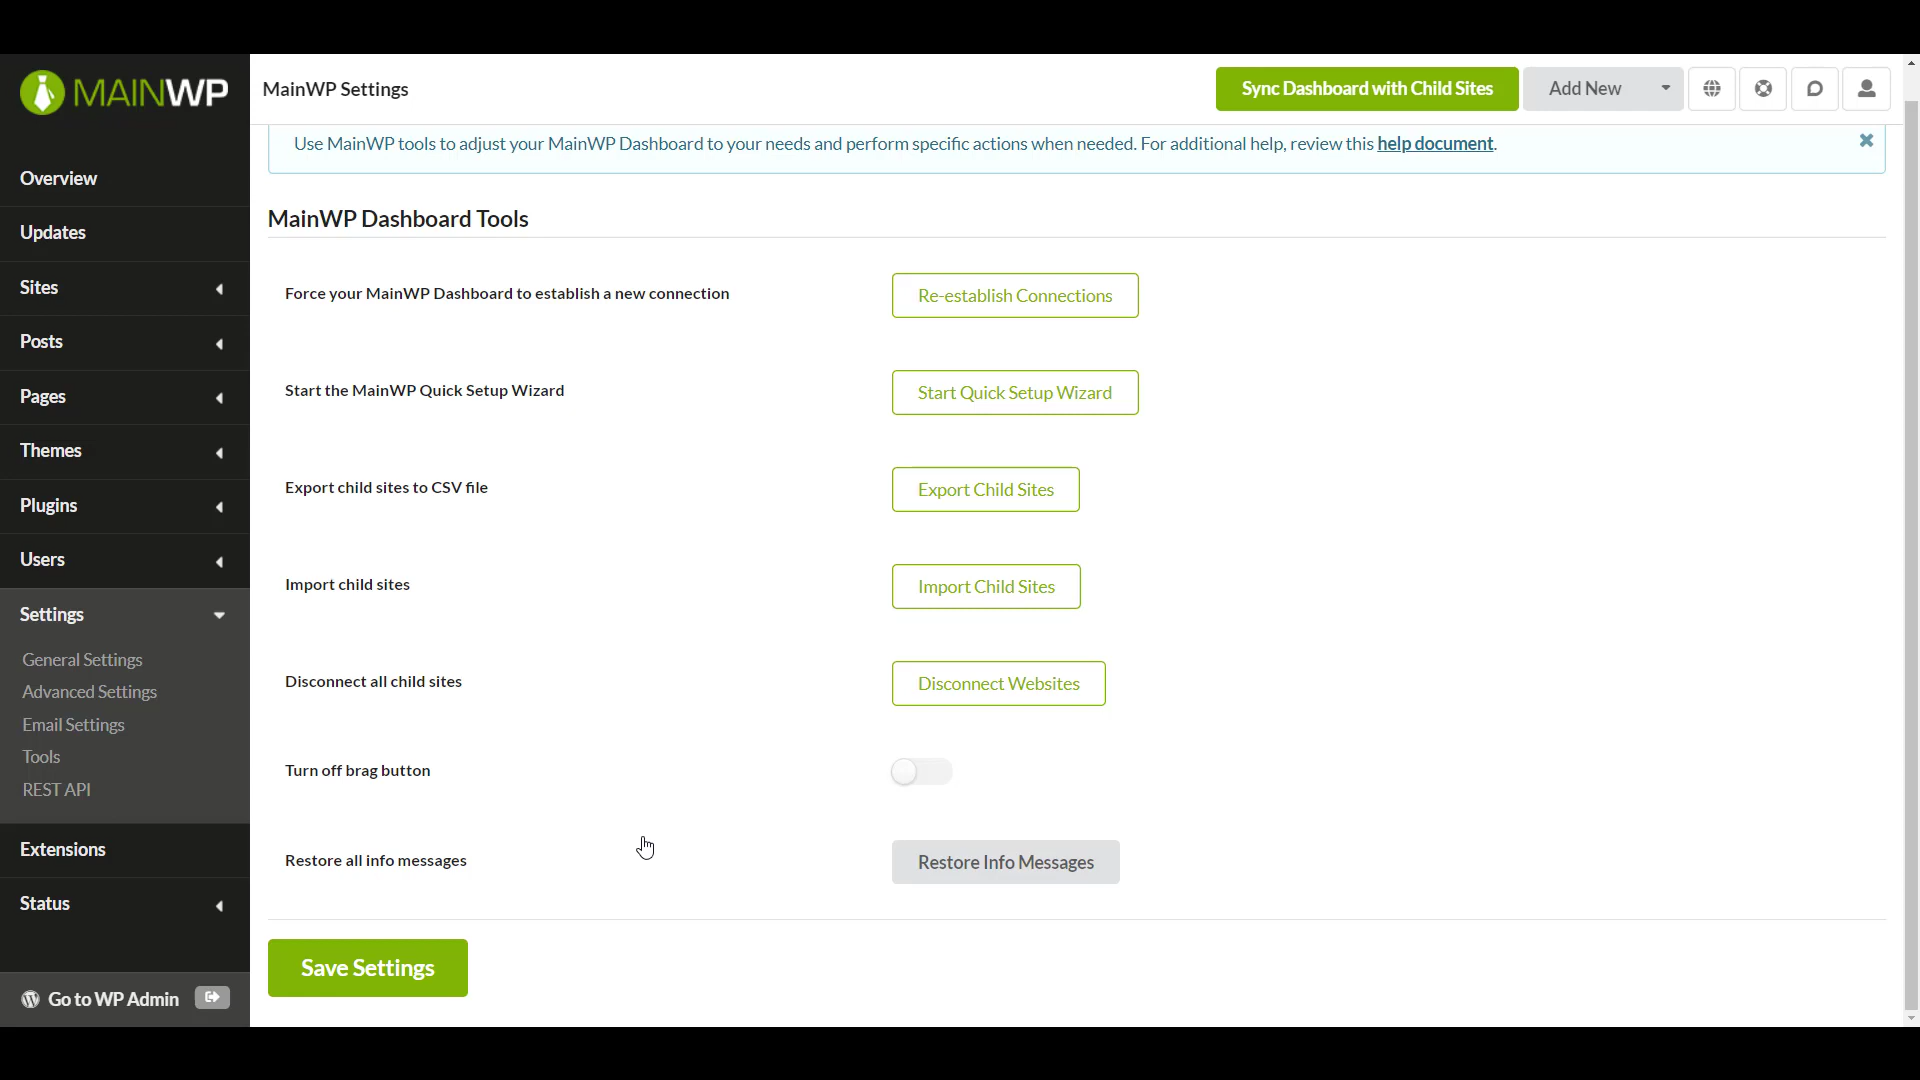 MAINWP
MainWP Settings
Sync Dashboard with Child Sites
Add New
Overview
Updates
Sites
Posts
Pages
Themes
Plugins
Users
Settings
General Settings
Advanced Settings
Email Settings
Tools
REST API
Extensions
Status
Go to WP Admin
Use MainWP tools to adjust your MainWP Dashboard to your needs and perform specific actions when needed. For additional help, review this help document.
MainWP Dashboard Tools
Force your MainWP Dashboard to establish a new connection
Re-establish Connections
Start the MainWP Quick Setup Wizard
Start Quick Setup Wizard
Export child sites to CSV file
Export Child Sites
Import child sites
Import Child Sites
Disconnect all child sites
Disconnect Websites
Turn off brag button
Restore all info messages
Restore Info Messages
Save Settings